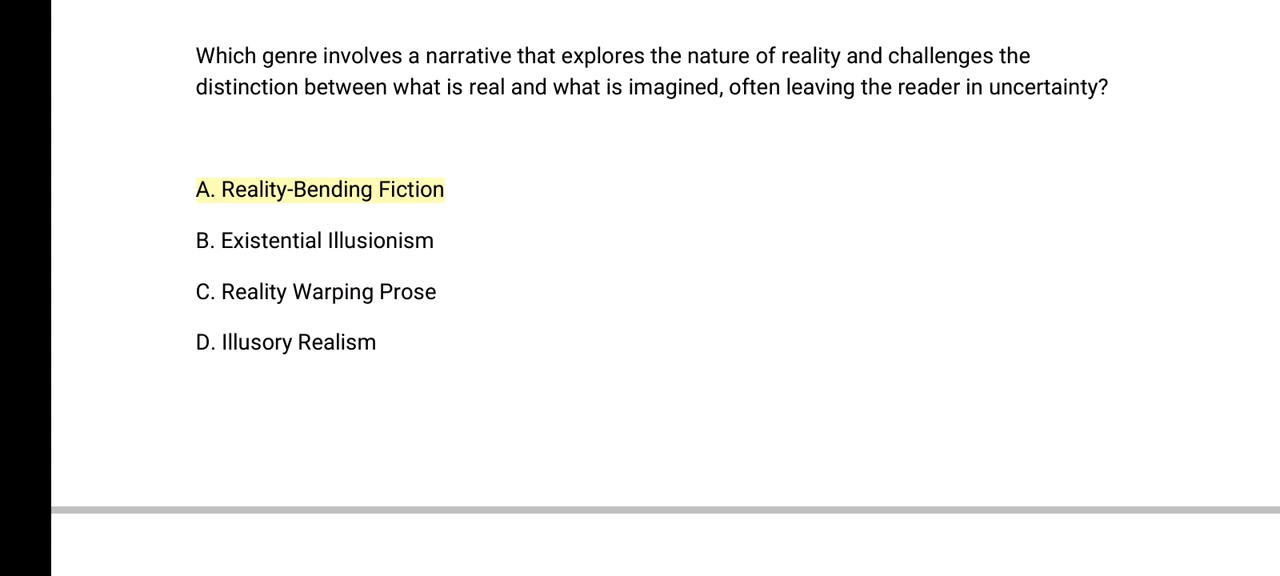 Which genre involves a narrative that explores the nature of reality and challenges the
distinction between what is real and what is imagined, often leaving the reader in uncertainty?
A. Reality-Bending Fiction
B. Existential Illusionism
C. Reality Warping Prose
D. Illusory Realism